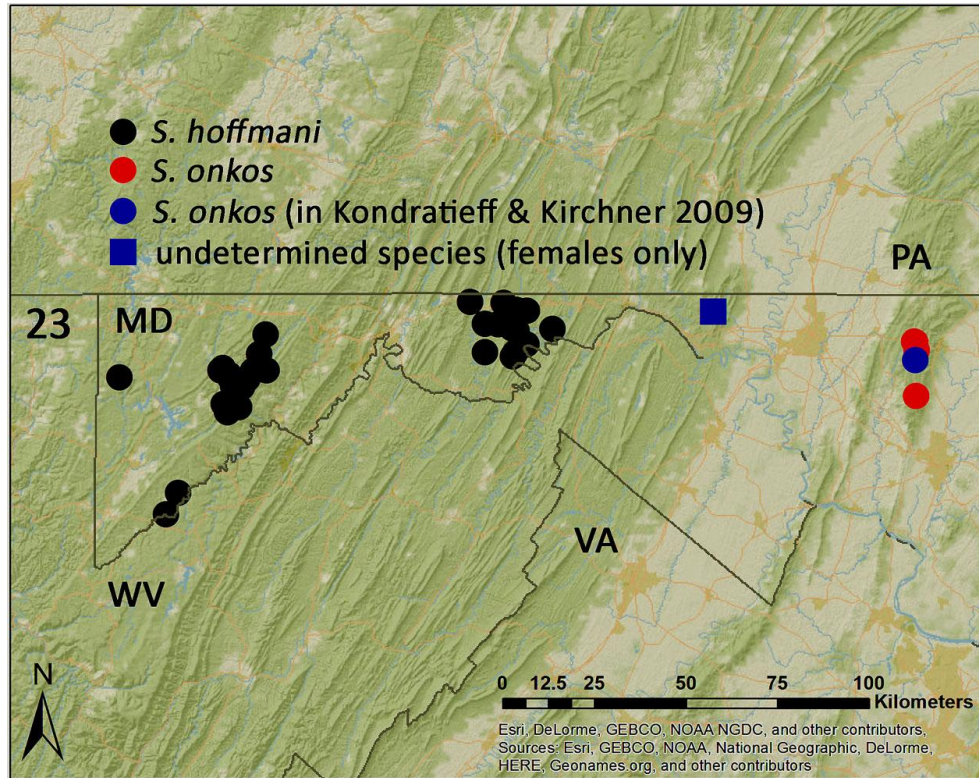 S. hoffmani
S. onkos
S. onkos (in Kondratieff & Kirchner 2009)
undetermined species (females only)
PA
23
MD
VA
WV
N
0 12.5 25 50 75 100
Kilometers
Esri, DeLorme, GEBCO, NOAA NGDC, and other contributors,
Sources: Esri, GEBCO, NOAA, National Geographic, DeLorme,
HERE, Geonames.org, and other contributors